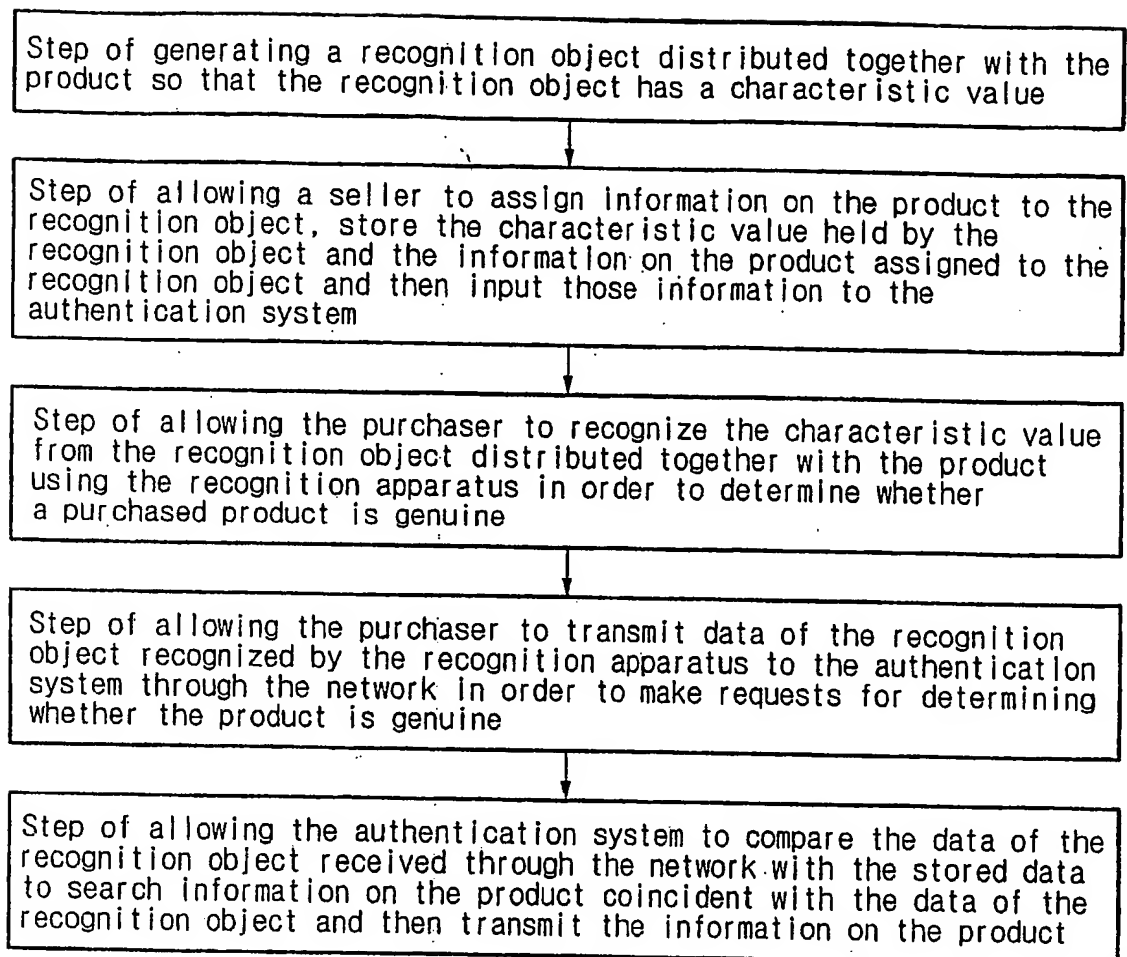 Step of generating a recognition object distributed together with the
product so that the recognition object has a characteristic value
Step of allowing a seller to assign information on the product to the
recognition object, store the characteristic value held by the
recognition object and the information on the product assigned to the
recognition object and then input those information to the
authentication system
Step of allowing the purchaser to recognize the characteristic value
from the recognition object distributed together with the product
using the recognition apparatus in order to determine whether
a purchased product is genuine
Step of allowing the purchaser to transmit data of the recognition
object recognized by the recognition apparatus to the authentication
system through the network in order to make requests for determining
whether the product is genuine
Step of allowing the authentication system to compare the data of the
recognition object received through the network with the stored data
to search information on the product coincident with the data of the
recognition object and then transmit the information on the product